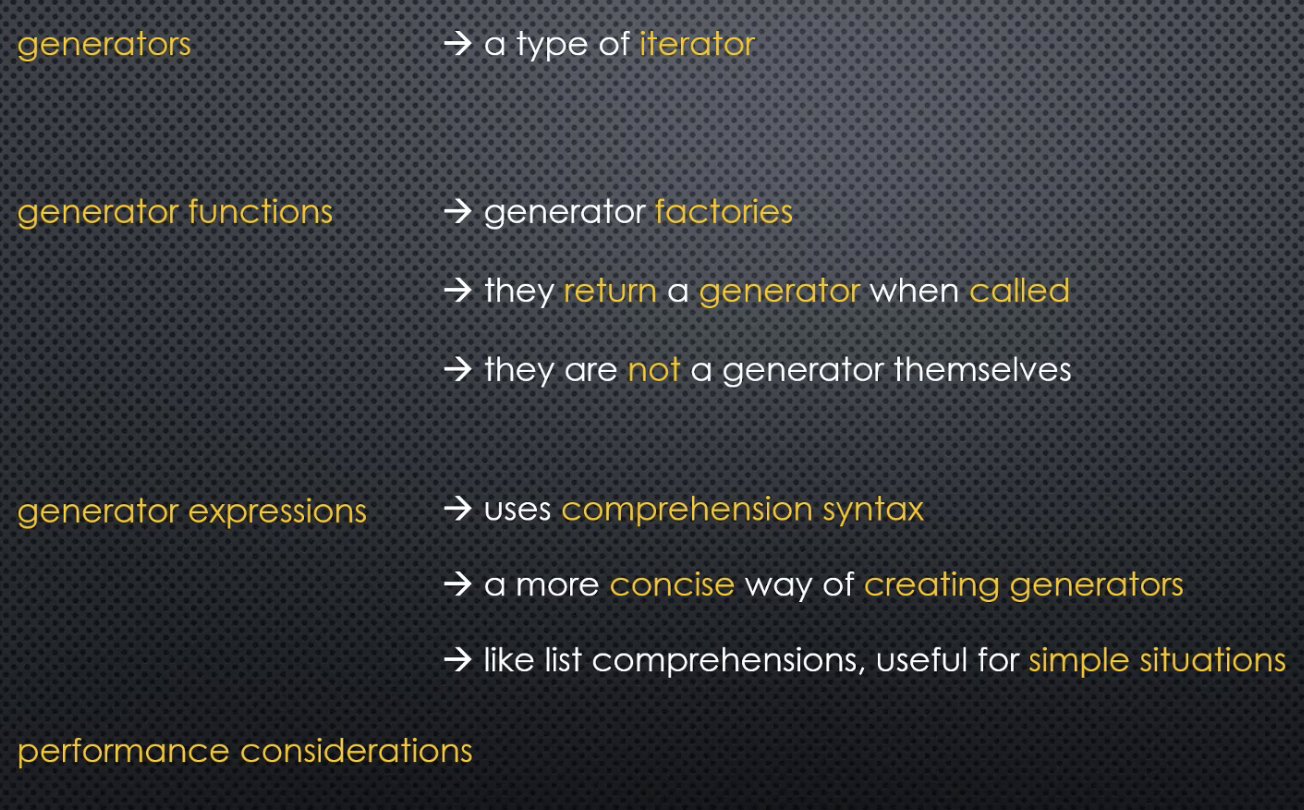 generators → a type of iterator
generator functions → generator factories
→ they return a generator when called
→ they are not a generator themselves
generator expressions → uses comprehension syntax
→ a more concise way of creating generators
→ like list comprehensions, useful for simple situations
performance considerations